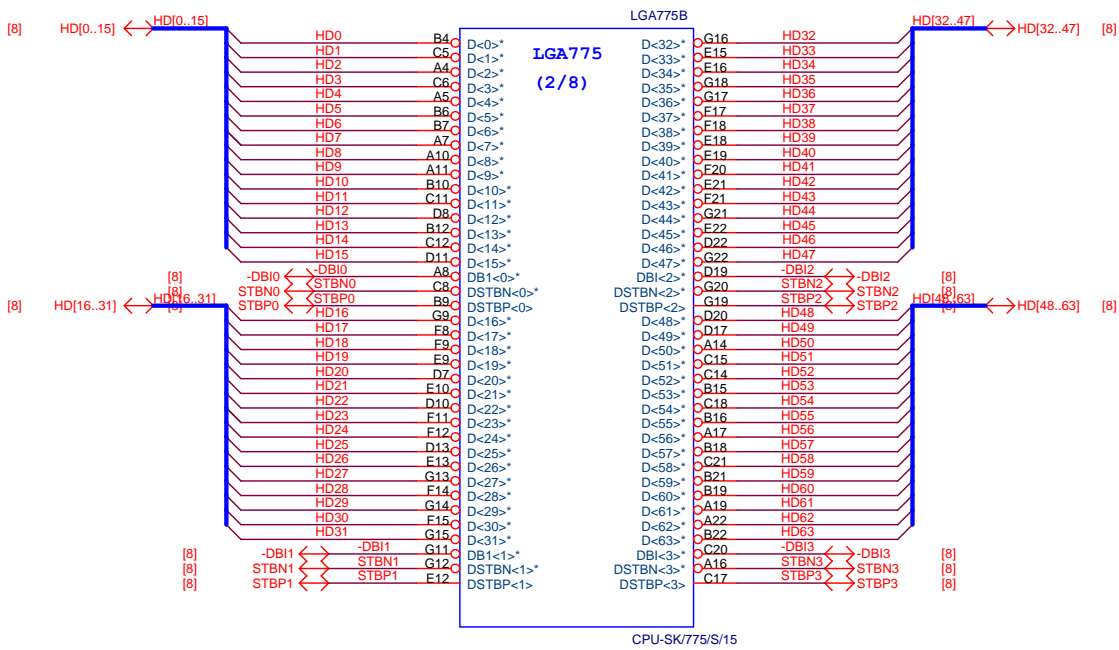 LGA775B
[8] HD[0..15] HD[0..15] HD[32..47] HD[32..47] [8]
LGA775
(2/8)
HD0 B4 D<0>* D<32>* G16 HD32
HD1 C5 D<1>* D<33>* E15 HD33
HD2 A4 D<2>* D<34>* E16 HD34
HD3 C6 D<3>* D<35>* G18 HD35
HD4 A5 D<4>* D<36>* G17 HD36
HD5 B6 D<5>* D<37>* F17 HD37
HD6 B7 D<6>* D<38>* F18 HD38
HD7 A7 D<7>* D<39>* E18 HD39
HD8 A10 D<8>* D<40>* E19 HD40
HD9 A11 D<9>* D<41>* F20 HD41
HD10 B10 D<10>* D<42>* E21 HD42
HD11 C11 D<11>* D<43>* F21 HD43
HD12 D8 D<12>* D<44>* G21 HD44
HD13 B12 D<13>* D<45>* E22 HD45
HD14 C12 D<14>* D<46>* D22 HD46
HD15 D11 D<15>* D<47>* G22 HD47
[8] -DBI0 -DBI0 A8 DB1<0>* DBI<2>* D19 -DBI2 -DBI2 [8]
[8] STBN0 STBN0 C8 DSTBN<0>* DSTBN<2>* G20 STBN2 STBN2 [8]
[8] STBP0 STBP0 B9 DSTBP<0> DSTBP<2> G19 STBP2 STBP2 [8]
[8] HD[16..31] HD[16..31] HD[48..63] HD[48..63] [8]
HD16 G9 D<16>* D<48>* D20 HD48
HD17 F8 D<17>* D<49>* D17 HD49
HD18 F9 D<18>* D<50>* A14 HD50
HD19 E9 D<19>* D<51>* C15 HD51
HD20 D7 D<20>* D<52>* C14 HD52
HD21 E10 D<21>* D<53>* B15 HD53
HD22 D10 D<22>* D<54>* C18 HD54
HD23 F11 D<23>* D<55>* B16 HD55
HD24 F12 D<24>* D<56>* A17 HD56
HD25 D13 D<25>* D<57>* B18 HD57
HD26 E13 D<26>* D<58>* C21 HD58
HD27 G13 D<27>* D<59>* B21 HD59
HD28 F14 D<28>* D<60>* B19 HD60
HD29 G14 D<29>* D<61>* A19 HD61
HD30 F15 D<30>* D<62>* A22 HD62
HD31 G15 D<31>* D<63>* B22 HD63
[8] -DBI1 -DBI1 G11 DB1<1>* DBI<3>* C20 -DBI3 -DBI3 [8]
[8] STBN1 STBN1 G12 DSTBN<1>* DSTBN<3>* A16 STBN3 STBN3 [8]
[8] STBP1 STBP1 E12 DSTBP<1> DSTBP<3> C17 STBP3 STBP3 [8]
CPU-SK/775/S/15